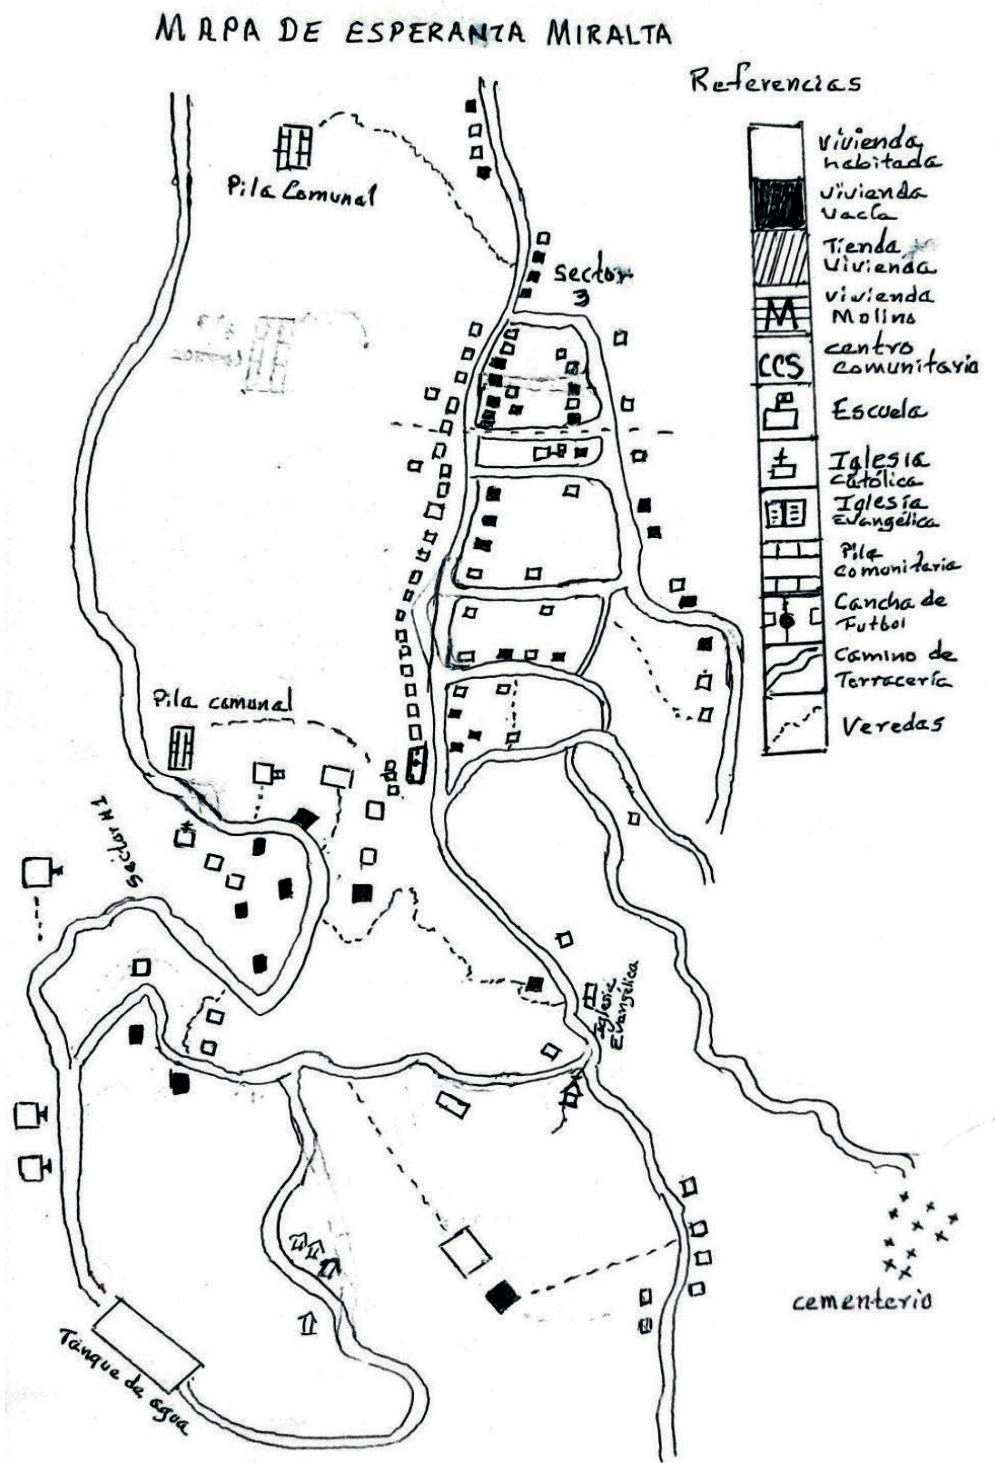 MAPA DE ESPERANZA MIRALTA
Referencias
vivienda
habitada
vivienda
vacía
Tienda
vivienda
vivienda
Molino
M
centro
comunitario
CCS
Escuela
Iglesia
católica
Iglesia
Evangélica
Pila
comunitaria
Cancha de
Futbol
Camino de
Terracería
Veredas
Pila Comunal
sector
3
Pila comunal
Sector # 1
Iglesia
Evangélica
cementerio
Tanque de agua